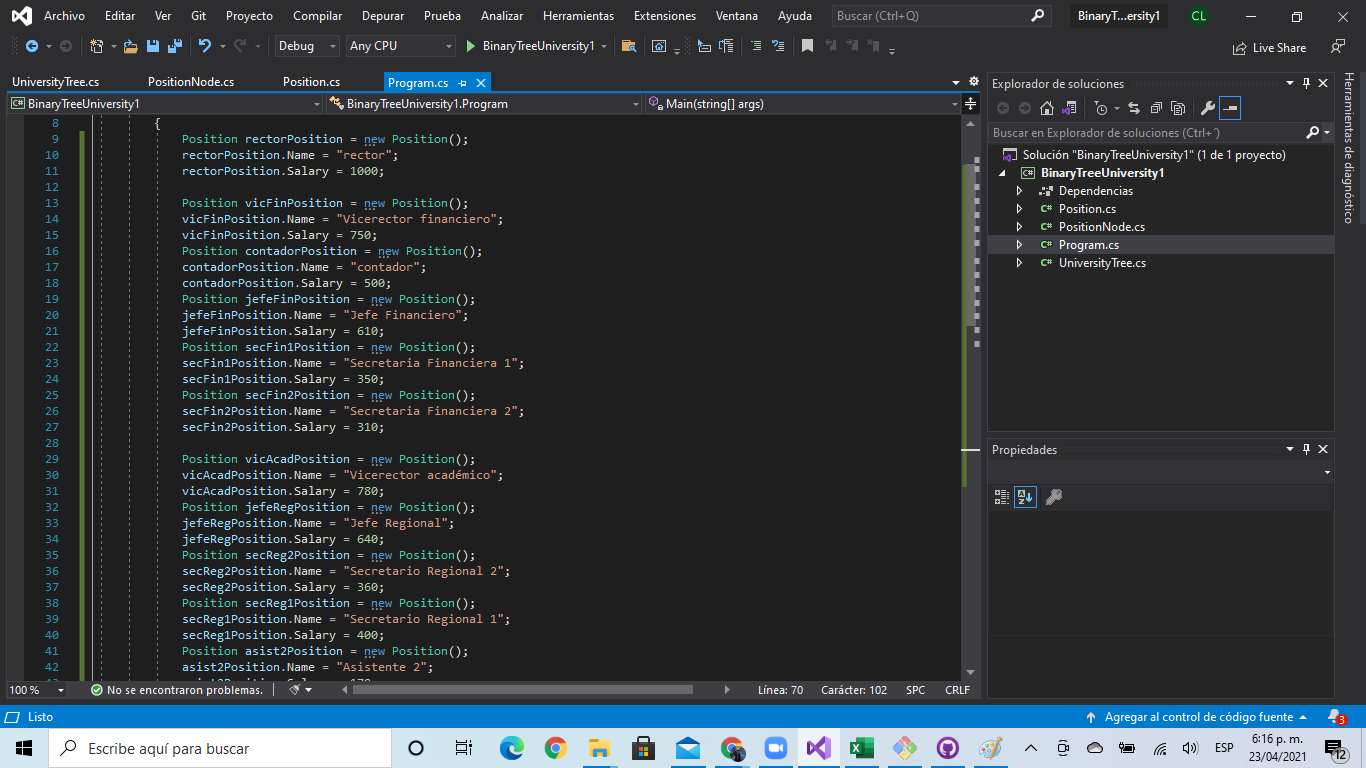 Archivo Editar Ver Git Proyecto Compilar Depurar Prueba Analizar Herramientas Extensiones Ventana Ayuda Buscar (Ctrl+Q) BinaryT...ersity1 CL
Debug Any CPU BinaryTreeUniversity1 Live Share
UniversityTree.cs PositionNode.cs Position.cs Program.cs
BinaryTreeUniversity1 BinaryTreeUniversity1.Program Main(string[] args)
8 {
9 Position rectorPosition = new Position();
10 rectorPosition.Name = "rector";
11 rectorPosition.Salary = 1000;
12
13 Position vicFinPosition = new Position();
14 vicFinPosition.Name = "Vicerector financiero";
15 vicFinPosition.Salary = 750;
16 Position contadorPosition = new Position();
17 contadorPosition.Name = "contador";
18 contadorPosition.Salary = 500;
19 Position jefeFinPosition = new Position();
20 jefeFinPosition.Name = "Jefe Financiero";
21 jefeFinPosition.Salary = 610;
22 Position secFin1Position = new Position();
23 secFin1Position.Name = "Secretaria Financiera 1";
24 secFin1Position.Salary = 350;
25 Position secFin2Position = new Position();
26 secFin2Position.Name = "Secretaria Financiera 2";
27 secFin2Position.Salary = 310;
28
29 Position vicAcadPosition = new Position();
30 vicAcadPosition.Name = "Vicerector académico";
31 vicAcadPosition.Salary = 780;
32 Position jefeRegPosition = new Position();
33 jefeRegPosition.Name = "Jefe Regional";
34 jefeRegPosition.Salary = 640;
35 Position secReg2Position = new Position();
36 secReg2Position.Name = "Secretario Regional 2";
37 secReg2Position.Salary = 360;
38 Position secReg1Position = new Position();
39 secReg1Position.Name = "Secretario Regional 1";
40 secReg1Position.Salary = 400;
41 Position asist2Position = new Position();
42 asist2Position.Name = "Asistente 2";
100 % No se encontraron problemas. Línea: 70 Carácter: 102 SPC CRLF
Explorador de soluciones
Buscar en Explorador de soluciones (Ctrl+´)
Solución "BinaryTreeUniversity1" (1 de 1 proyecto)
BinaryTreeUniversity1
Dependencias
Position.cs
PositionNode.cs
Program.cs
UniversityTree.cs
Propiedades
Herramientas de diagnóstico
Listo Agregar al control de código fuente 3
Escribe aquí para buscar ESP 6:16 p. m.
23/04/2021 12